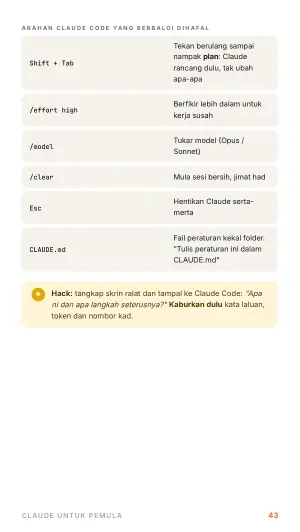 ARAHAN CLAUDE CODE YANG BERBALOI DIHAFAL
Shift + Tab
Tekan berulang sampai
nampak plan: Claude
rancang dulu, tak ubah
apa-apa
/effort high
Berfikir lebih dalam untuk
kerja susah
/model
Tukar model (Opus /
Sonnet)
/clear
Mula sesi bersih, jimat had
Esc
Hentikan Claude serta-
merta
CLAUDE.md
Fail peraturan kekal folder.
"Tulis peraturan ini dalam
CLAUDE.md"
Hack: tangkap skrin ralat dan tampal ke Claude Code: "Apa
ni dan apa langkah seterusnya?" Kaburkan dulu kata laluan,
token dan nombor kad.
CLAUDE UNTUK PEMULA
43